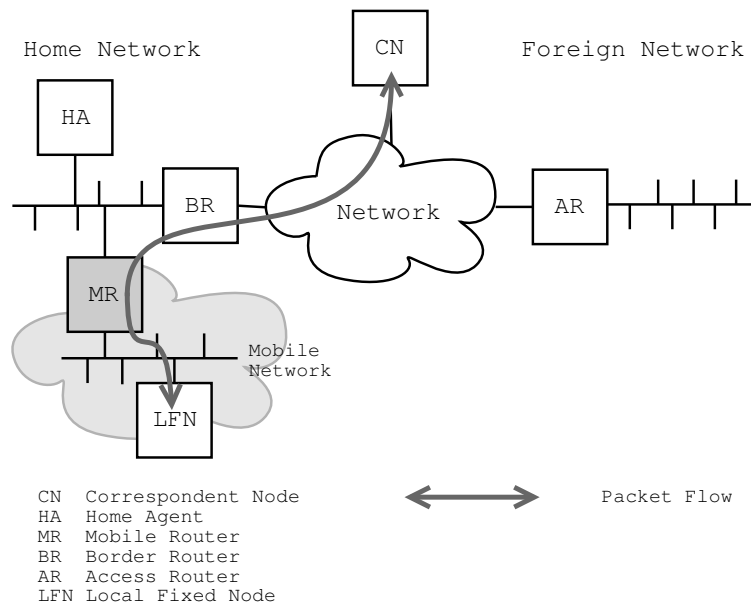 CN
Home Network
Foreign Network
HA
BR
Network
AR
MR
Mobile
Network
LFN
CN Correspondent Node
Packet Flow
HA Home Agent
MR Mobile Router
BR Border Router
AR Access Router
LFN Local Fixed Node